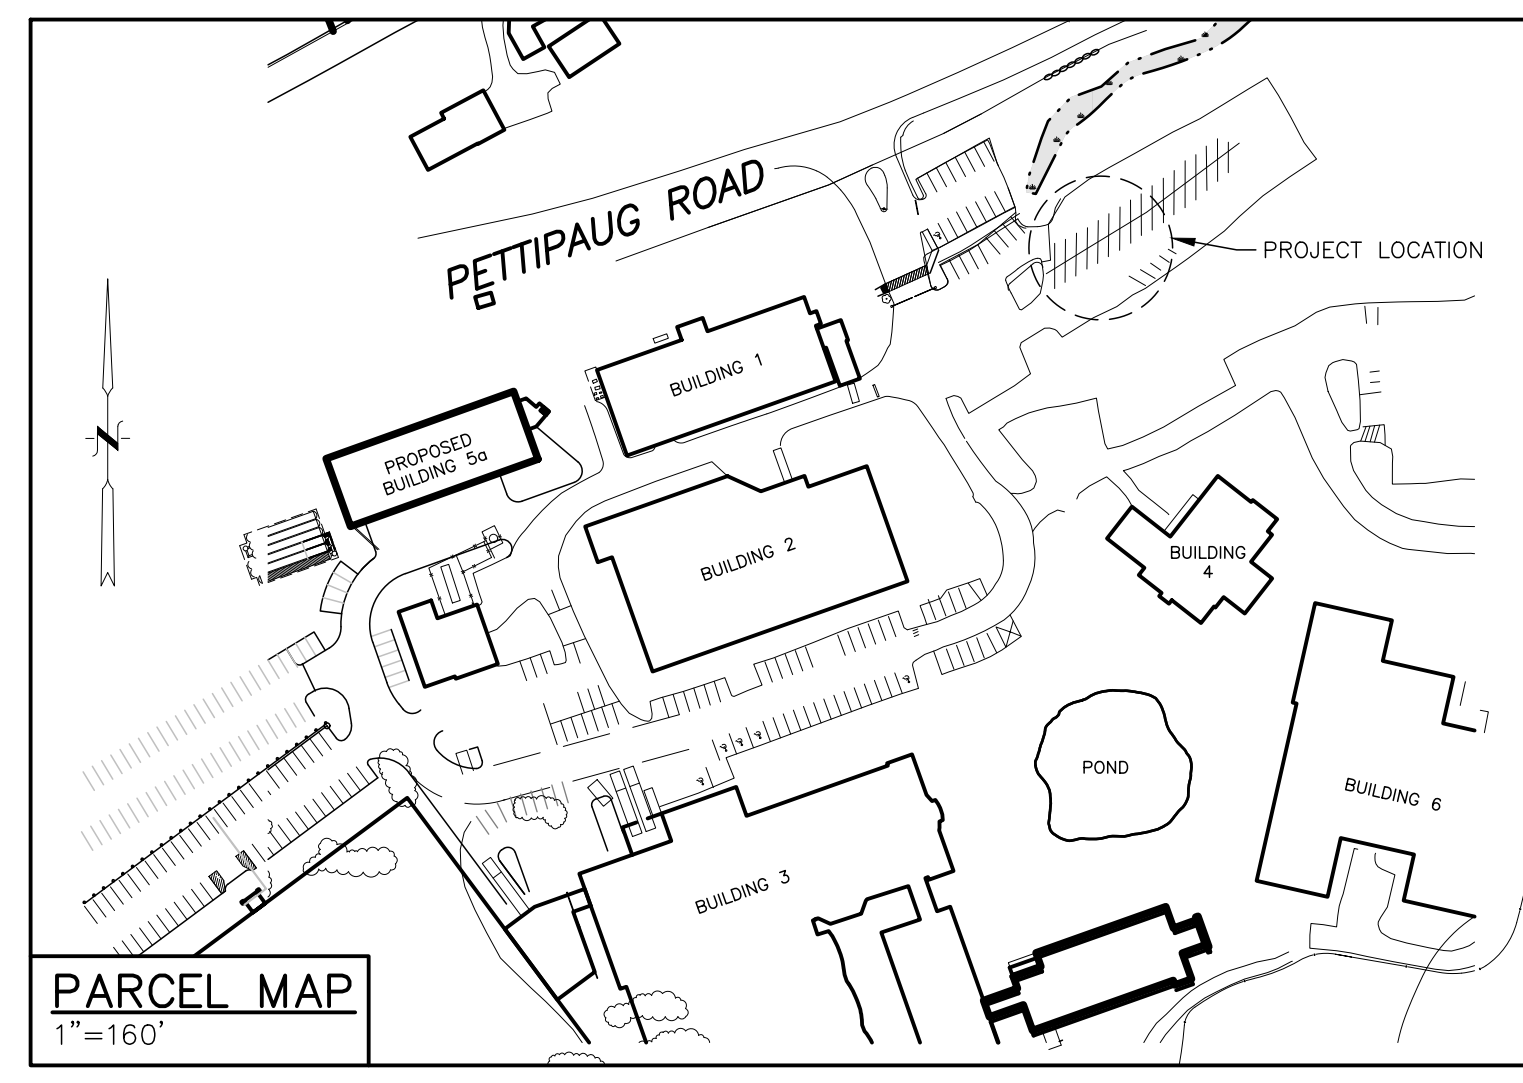 PETTIPAUG ROAD
PROJECT LOCATION
BUILDING 1
PROPOSED
BUILDING 5a
BUILDING 2
BUILDING
4
POND
BUILDING 6
BUILDING 3
PARCEL MAP
1"=160'